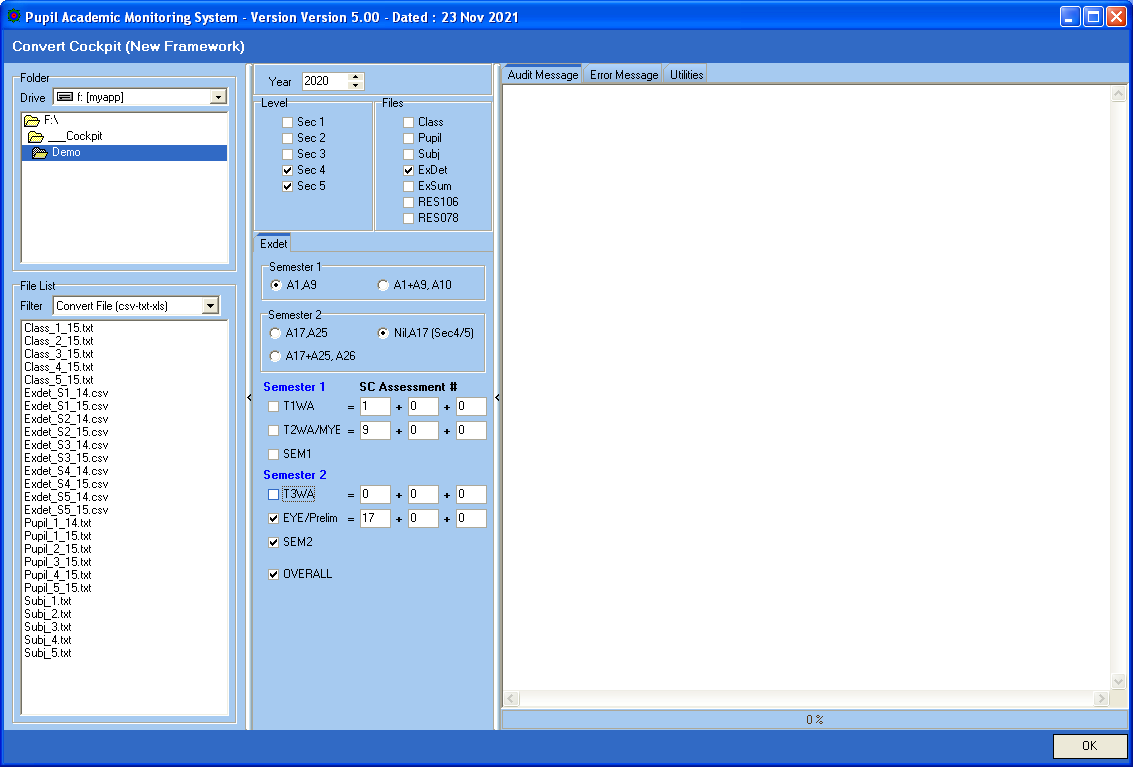 Pupil Academic Monitoring System - Version Version 5.00 - Dated : 23 Nov 2021
Convert Cockpit (New Framework)
Folder
Drive f: [myapp]
F:\
___Cockpit
Demo
File List
Filter Convert File (csv-txt-xls)
Class_1_15.txt
Class_2_15.txt
Class_3_15.txt
Class_4_15.txt
Class_5_15.txt
Exdet_S1_14.csv
Exdet_S1_15.csv
Exdet_S2_14.csv
Exdet_S2_15.csv
Exdet_S3_14.csv
Exdet_S3_15.csv
Exdet_S4_14.csv
Exdet_S4_15.csv
Exdet_S5_14.csv
Exdet_S5_15.csv
Pupil_1_14.txt
Pupil_1_15.txt
Pupil_2_15.txt
Pupil_3_15.txt
Pupil_4_15.txt
Pupil_5_15.txt
Subj_1.txt
Subj_2.txt
Subj_3.txt
Subj_4.txt
Subj_5.txt
Year 2020
Level
Sec 1
Sec 2
Sec 3
Sec 4
Sec 5
Files
Class
Pupil
Subj
ExDet
ExSum
RES106
RES078
Exdet
Semester 1
A1,A9 A1+A9, A10
Semester 2
A17,A25 Nil,A17 (Sec4/5)
A17+A25, A26
Semester 1 SC Assessment #
T1WA = 1 + 0 + 0
T2WA/MYE = 9 + 0 + 0
SEM1
Semester 2
T3WA = 0 + 0 + 0
EYE/Prelim = 17 + 0 + 0
SEM2
OVERALL
Audit Message Error Message Utilities
0 %
OK